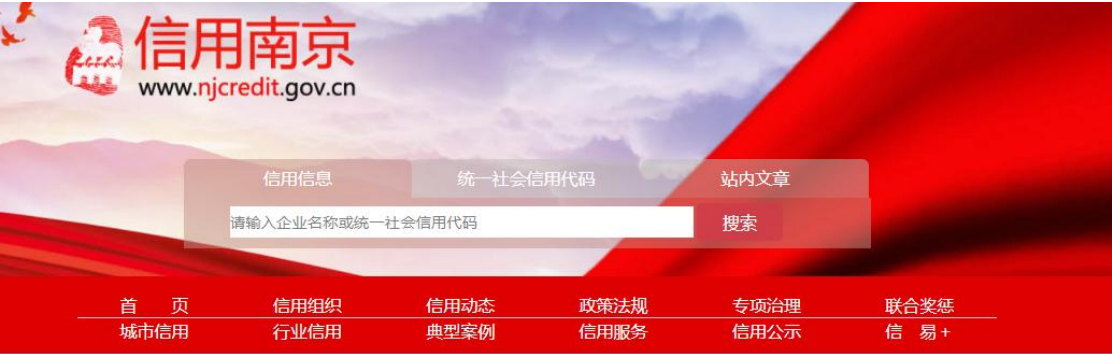 信用南京
www.njcredit.gov.cn
信用信息 统一社会信用代码 站内文章
请输入企业名称或统一社会信用代码 搜索
首 页 信用组织 信用动态 政策法规 专项治理 联合奖惩
城市信用 行业信用 典型案例 信用服务 信用公示 信 易+